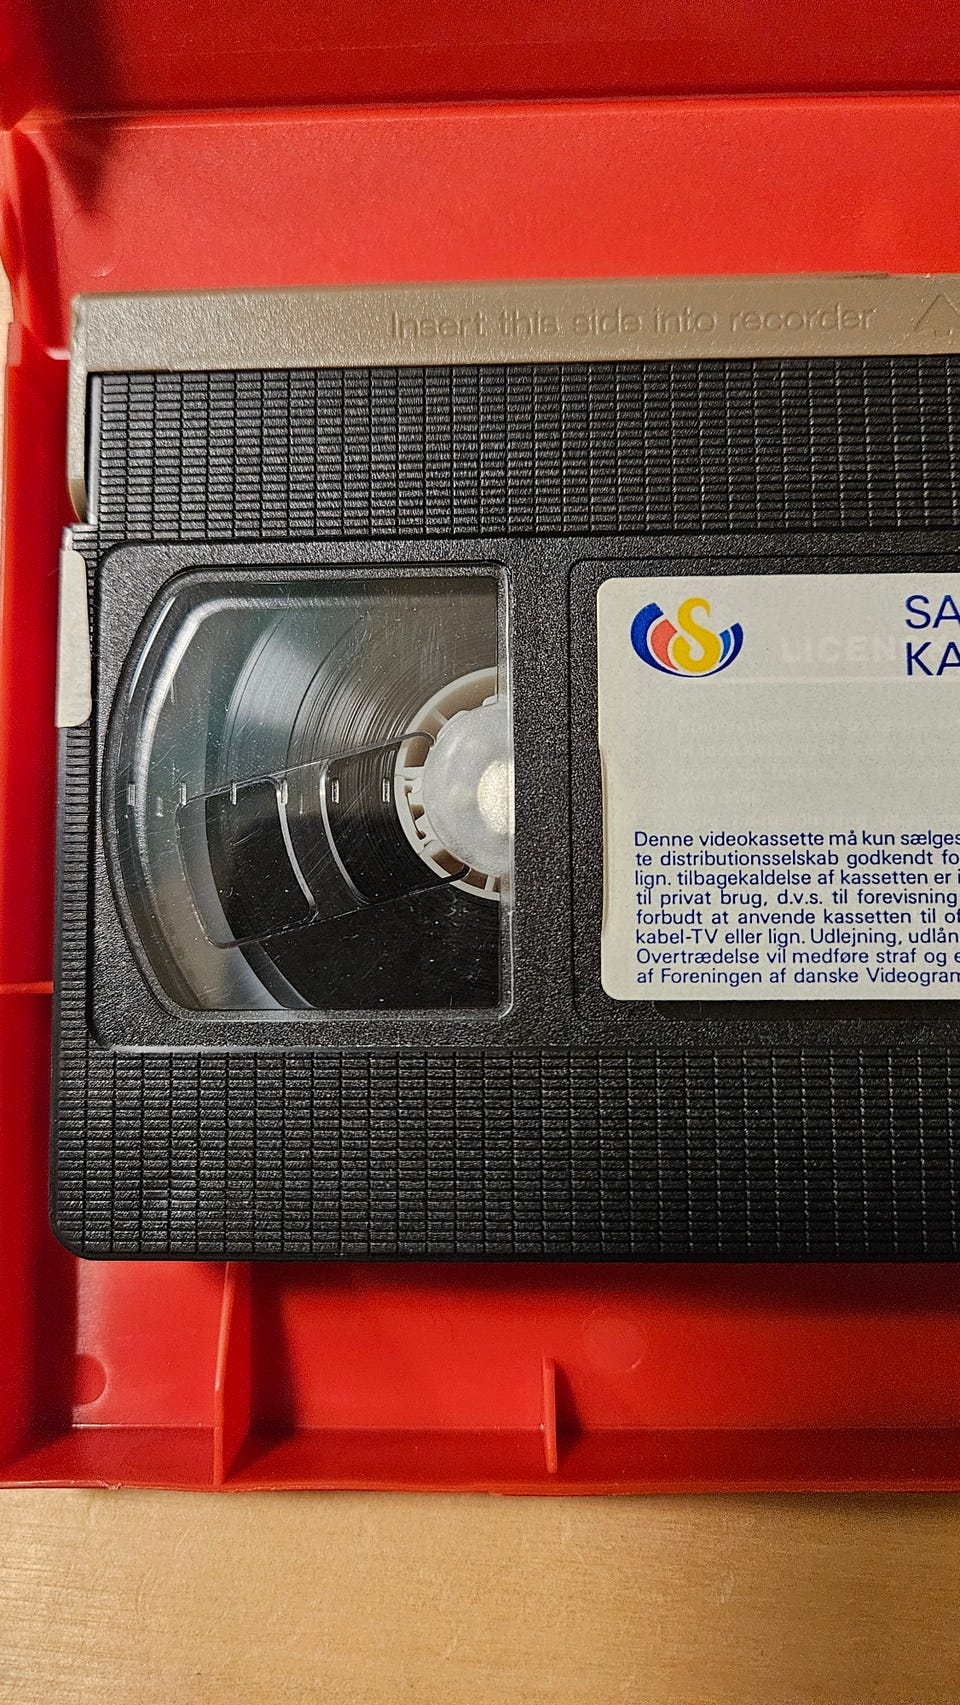 Insert this side into recorder
SA
KA
LICEN
Denne videokassette må kun sælges
te distributionsselskab godkendt fo
lign. tilbagekaldelse af kassetten er i
til privat brug, d.v.s. til forevisning
forbudt at anvende kassetten til of
kabel-TV eller lign. Udlejning, udlån
Overtrædelse vil medføre straf og e
af Foreningen af danske Videogram